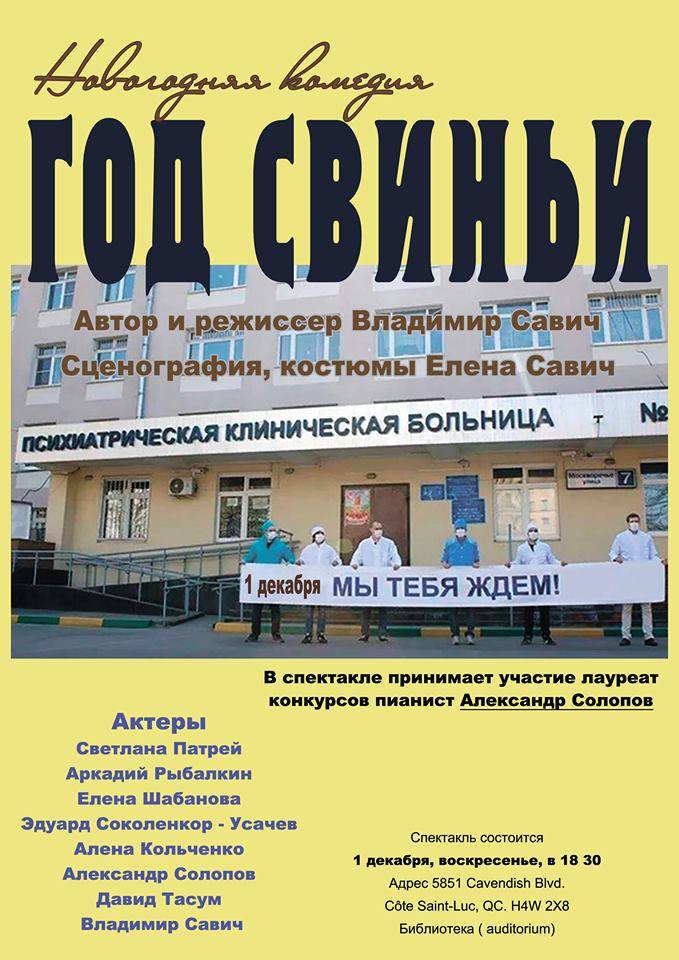 Новогодняя комедия
ГОД СВИНЬИ
Автор и режиссер Владимир Савич
Сценография, костюмы Елена Савич
ПСИХИАТРИЧЕСКАЯ КЛИНИЧЕСКАЯ БОЛЬНИЦА №
Москворечье
улица
7
1 декабря МЫ ТЕБЯ ЖДЕМ!
В спектакле принимает участие лауреат
конкурсов пианист Александр Солопов
Актеры
Светлана Патрей
Аркадий Рыбалкин
Елена Шабанова
Эдуард Соколенкор - Усачев
Алена Кольченко
Александр Солопов
Давид Тасум
Владимир Савич
Спектакль состоится
1 декабря, воскресенье, в 18 30
Адрес 5851 Cavendish Blvd.
Côte Saint-Luc, QC. H4W 2X8
Библиотека ( auditorium)